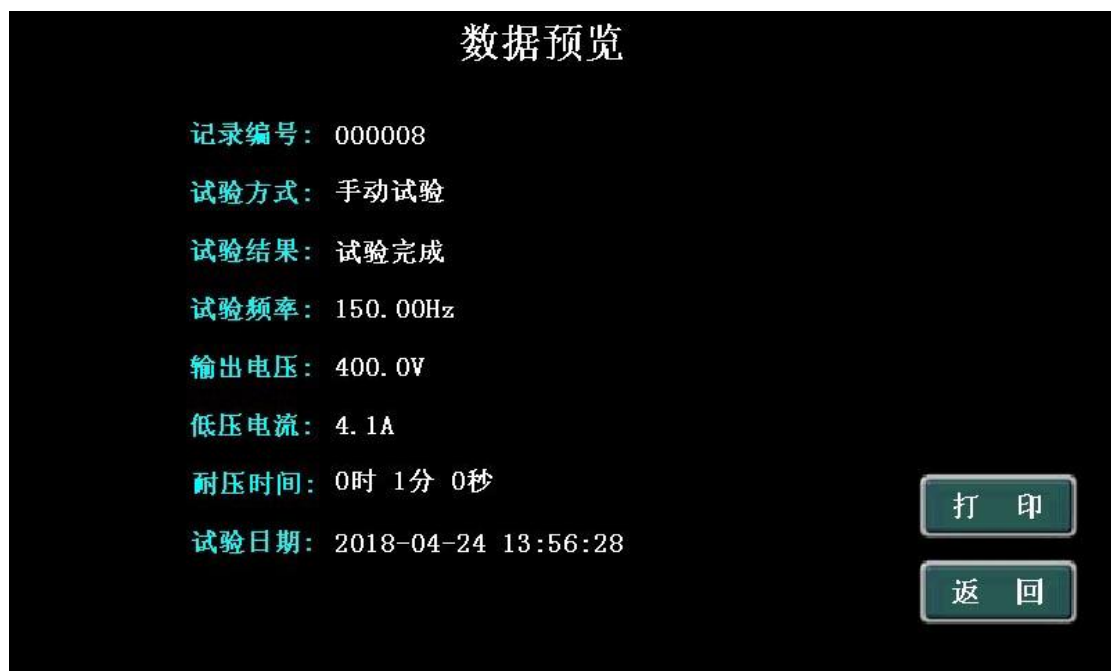 数据预览
记录编号: 000008
试验方式: 手动试验
试验结果: 试验完成
试验频率: 150.00Hz
输出电压: 400.0V
低压电流: 4.1A
耐压时间: 0时 1分 0秒
试验日期: 2018-04-24 13:56:28
打 印
返 回